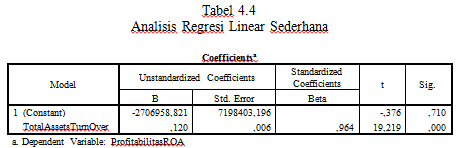 Tabel 4.4
Analisis Regresi Linear Sederhana
Coefficientsa
Model Unstandardized Coefficients Standardized Coefficients t Sig.
B Std. Error Beta
1 (Constant) -2706958,821 7198403,196 -,376 ,710
TotalAssetsTurnOver ,120 ,006 ,964 19,219 ,000
a. Dependent Variable: ProfitabilitasROA